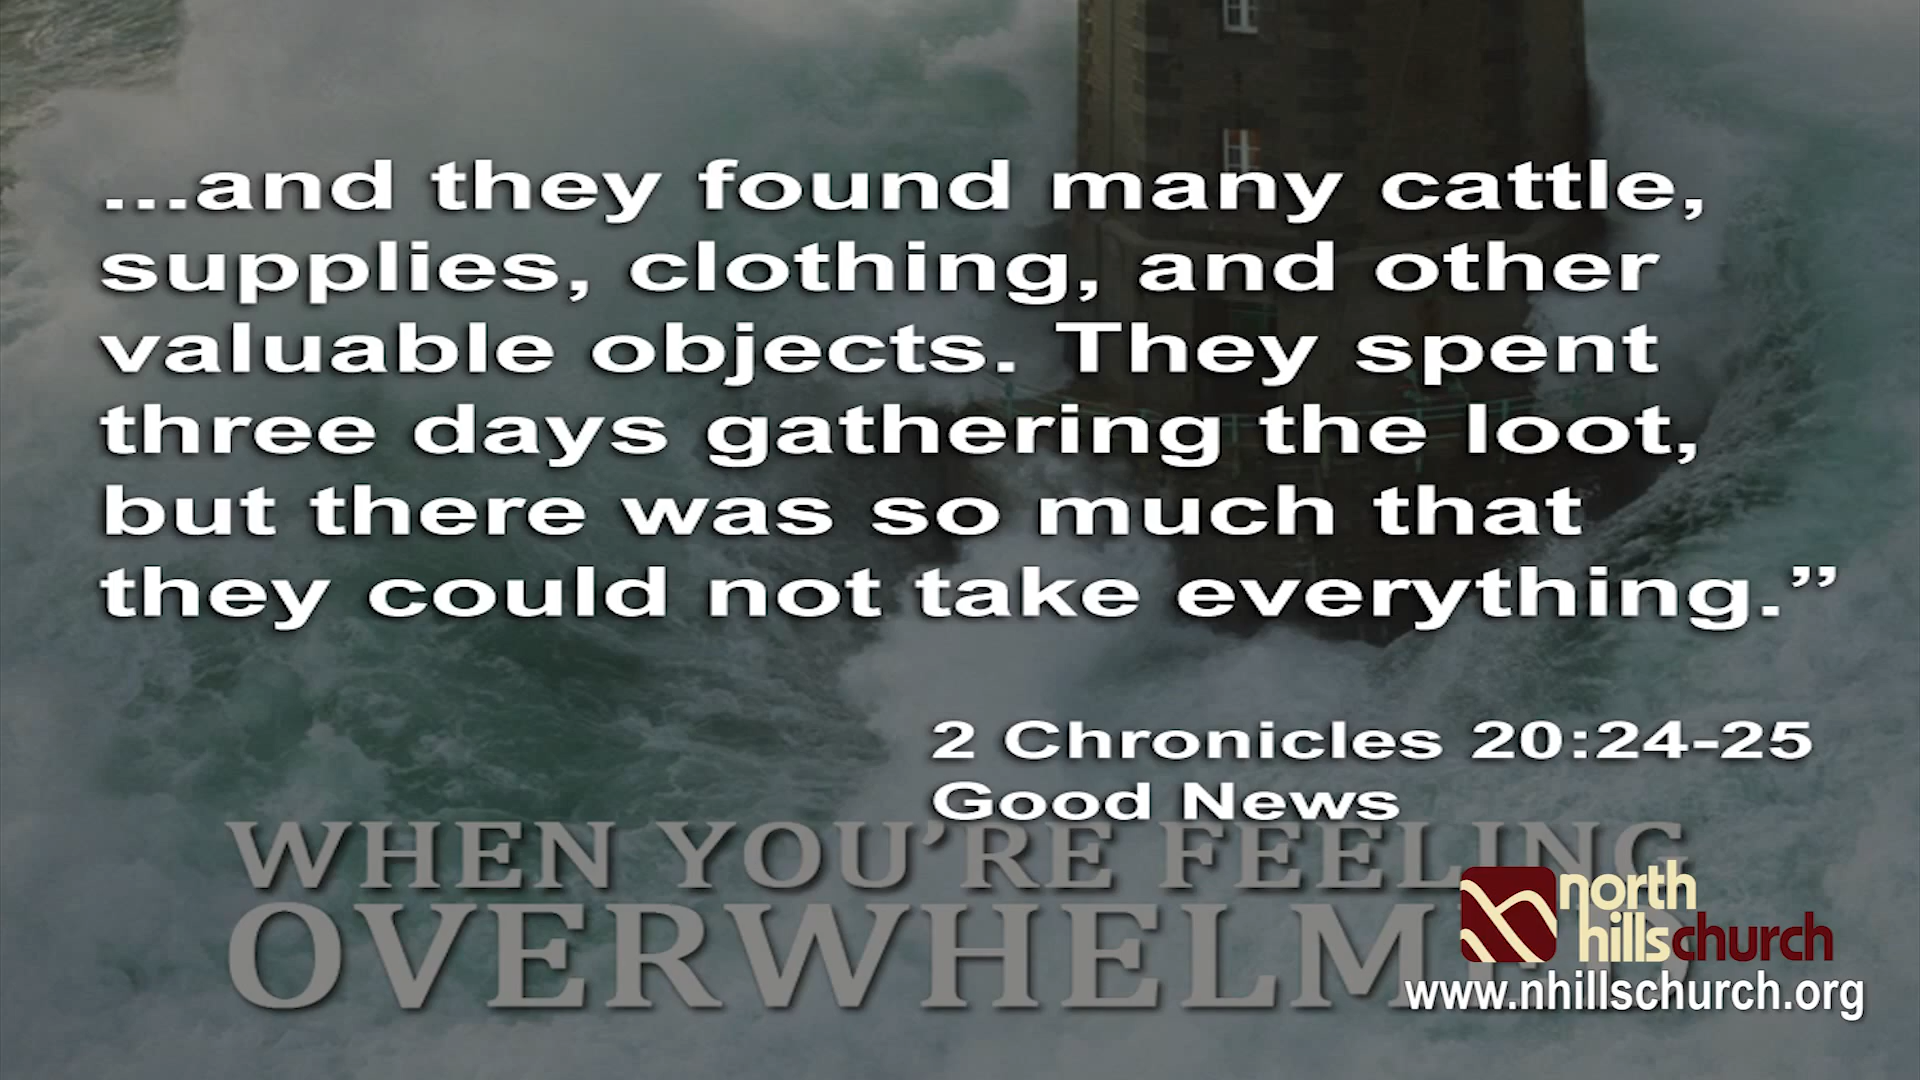 ...and they found many cattle,
supplies, clothing, and other
valuable objects. They spent
three days gathering the loot,
but there was so much that
they could not take everything.”
2 Chronicles 20:24-25
Good News
WHEN YOU’RE FEELING
OVERWHELMED
north
hillschurch
www.nhillschurch.org